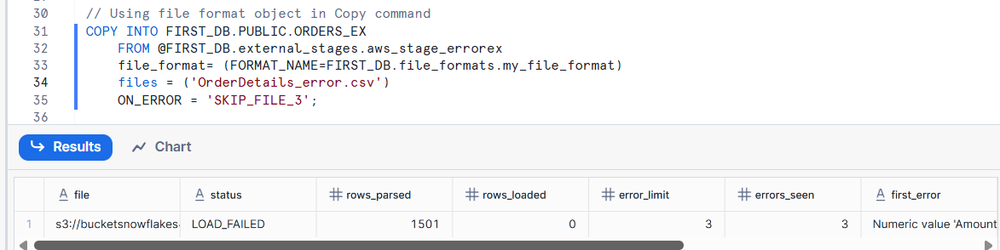 30 // Using file format object in Copy command
31 COPY INTO FIRST_DB.PUBLIC.ORDERS_EX
32 FROM @FIRST_DB.external_stages.aws_stage_errorex
33 file_format= (FORMAT_NAME=FIRST_DB.file_formats.my_file_format)
34 files = ('OrderDetails_error.csv')
35 ON_ERROR = 'SKIP_FILE_3';
36
Results Chart
A file A status # rows_parsed # rows_loaded # error_limit # errors_seen A first_error
1 s3://bucketsnowflakes LOAD_FAILED 1501 0 3 3 Numeric value 'Amount